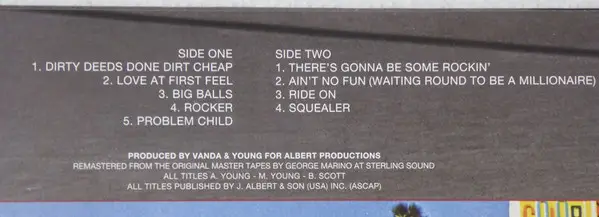 SIDE ONE
1. DIRTY DEEDS DONE DIRT CHEAP
2. LOVE AT FIRST FEEL
3. BIG BALLS
4. ROCKER
5. PROBLEM CHILD
SIDE TWO
1. THERE'S GONNA BE SOME ROCKIN'
2. AIN'T NO FUN (WAITING ROUND TO BE A MILLIONAIRE)
3. RIDE ON
4. SQUEALER
PRODUCED BY VANDA & YOUNG FOR ALBERT PRODUCTIONS
REMASTERED FROM THE ORIGINAL MASTER TAPES BY GEORGE MARINO AT STERLING SOUND
ALL TITLES A. YOUNG - M. YOUNG - B. SCOTT
ALL TITLES PUBLISHED BY J. ALBERT & SON (USA) INC. (ASCAP)